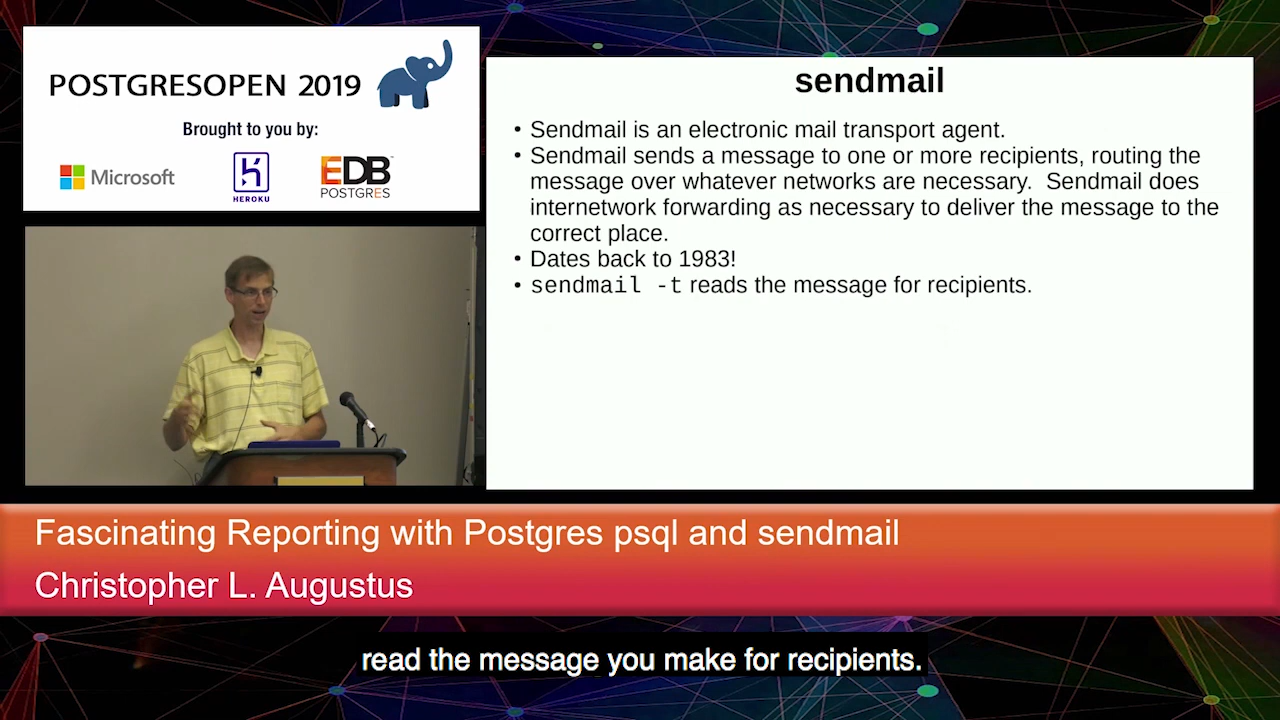 POSTGRESOPEN 2019
Brought to you by:
Microsoft
HEROKU
EDB
POSTGRES
sendmail
• Sendmail is an electronic mail transport agent.
• Sendmail sends a message to one or more recipients, routing the
message over whatever networks are necessary. Sendmail does
internetwork forwarding as necessary to deliver the message to the
correct place.
• Dates back to 1983!
• sendmail -t reads the message for recipients.
Fascinating Reporting with Postgres psql and sendmail
Christopher L. Augustus
read the message you make for recipients.